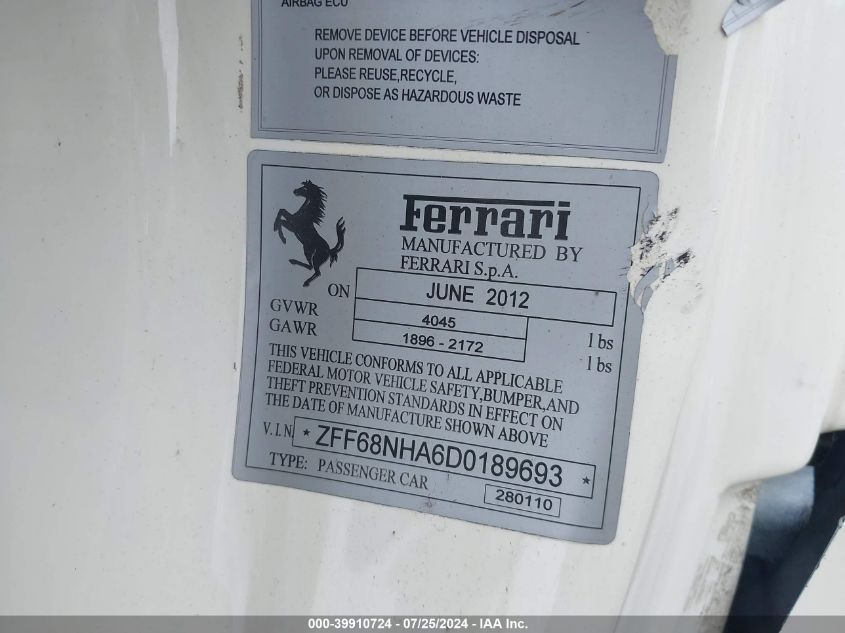 AIRBAG ECU
REMOVE DEVICE BEFORE VEHICLE DISPOSAL
UPON REMOVAL OF DEVICES:
PLEASE REUSE,RECYCLE,
OR DISPOSE AS HAZARDOUS WASTE
Ferrari
MANUFACTURED BY
FERRARI S.p.A.
ON JUNE 2012
GVWR 4045 lbs
GAWR 1896 - 2172 lbs
THIS VEHICLE CONFORMS TO ALL APPLICABLE
FEDERAL MOTOR VEHICLE SAFETY,BUMPER,AND
THEFT PREVENTION STANDARDS IN EFFECT ON
THE DATE OF MANUFACTURE SHOWN ABOVE
V.I.N. * ZFF68NHA6D0189693 *
TYPE: PASSENGER CAR 280110
000-39910724 - 07/25/2024 - IAA Inc.